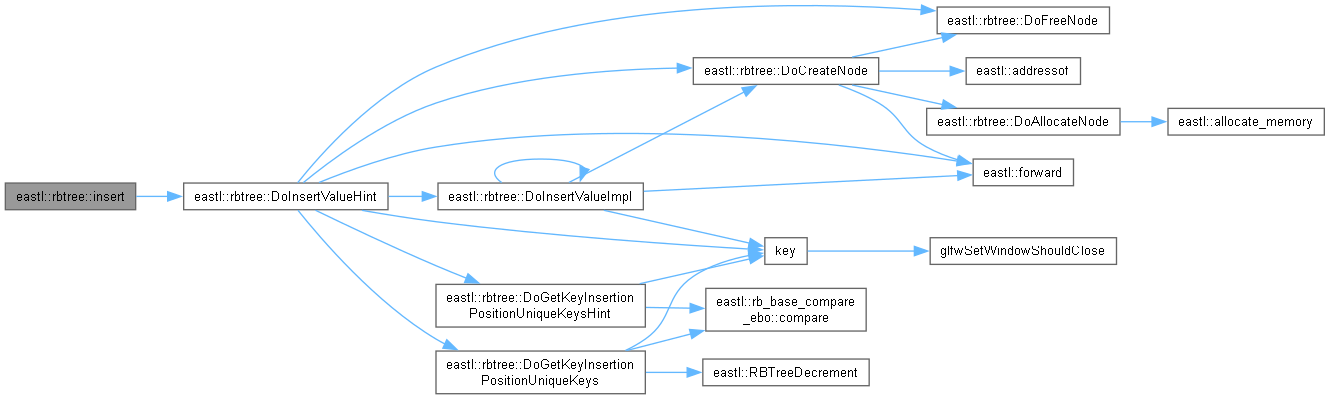 eastl::rbtree::insert
eastl::rbtree::DoInsertValueHint
eastl::rbtree::DoFreeNode
eastl::rbtree::DoCreateNode
eastl::addressof
eastl::rbtree::DoAllocateNode
eastl::allocate_memory
eastl::forward
eastl::rbtree::DoInsertValueImpl
key
glfwSetWindowShouldClose
eastl::rbtree::DoGetKeyInsertion
PositionUniqueKeysHint
eastl::rb_base_compare
_ebo::compare
eastl::rbtree::DoGetKeyInsertion
PositionUniqueKeys
eastl::RBTreeDecrement